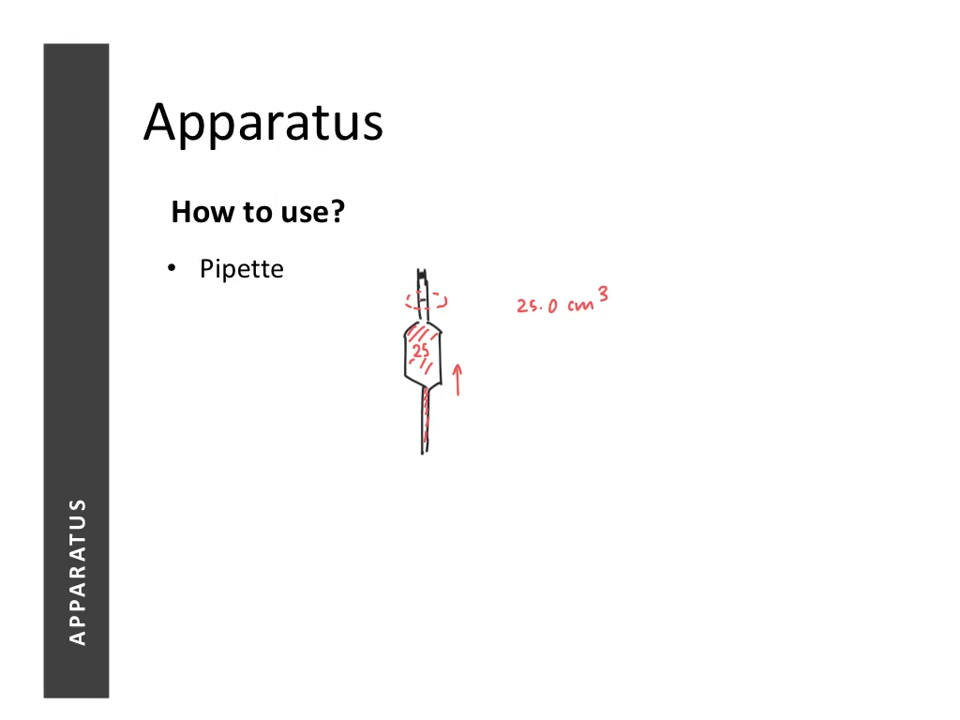 Apparatus
How to use?
• Pipette
25.0 cm³
25
APPARATUS